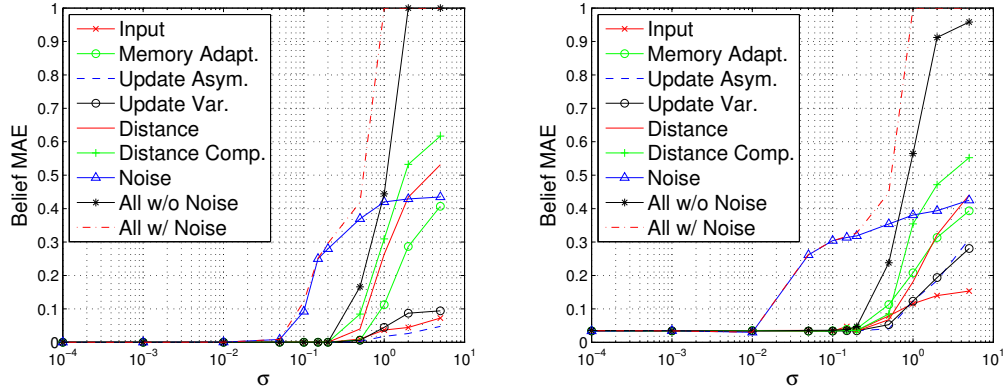 1
0.9
0.8
0.7
0.6
0.5
0.4
0.3
0.2
0.1
0
Belief MAE
Input
Memory Adapt.
Update Asym.
Update Var.
Distance
Distance Comp.
Noise
All w/o Noise
All w/ Noise
10^-4 10^-3 10^-2 10^-1 10^0 10^1
σ
1
0.9
0.8
0.7
0.6
0.5
0.4
0.3
0.2
0.1
0
Belief MAE
Input
Memory Adapt.
Update Asym.
Update Var.
Distance
Distance Comp.
Noise
All w/o Noise
All w/ Noise
10^-4 10^-3 10^-2 10^-1 10^0 10^1
σ